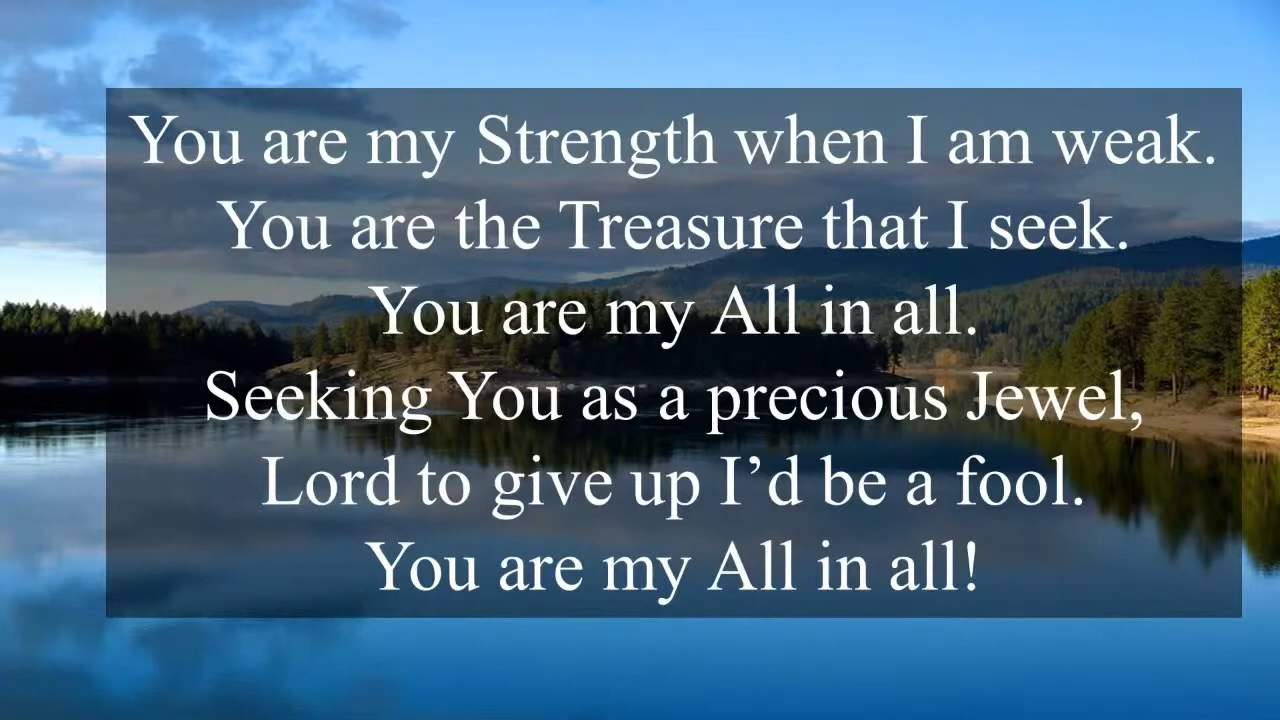 You are my Strength when I am weak.
You are the Treasure that I seek.
You are my All in all.
Seeking You as a precious Jewel,
Lord to give up I’d be a fool.
You are my All in all!